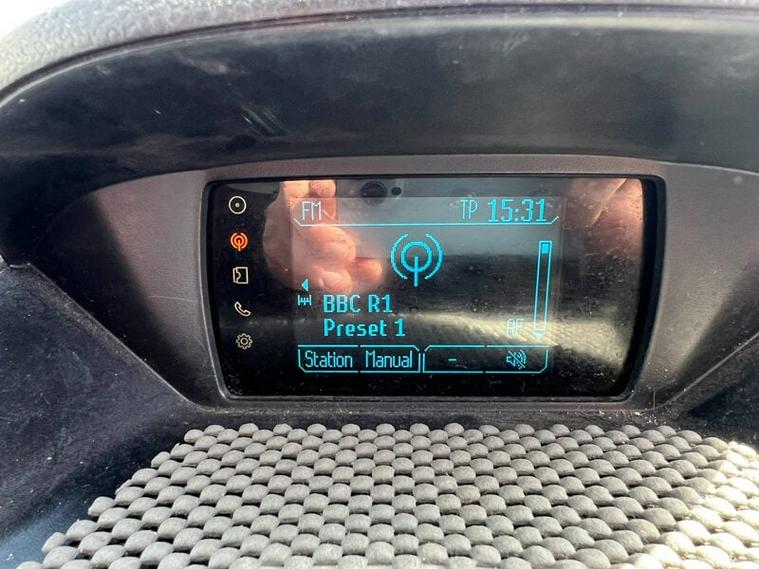 FM TP 15:31
BBC R1
Preset 1 AF
Station Manual -